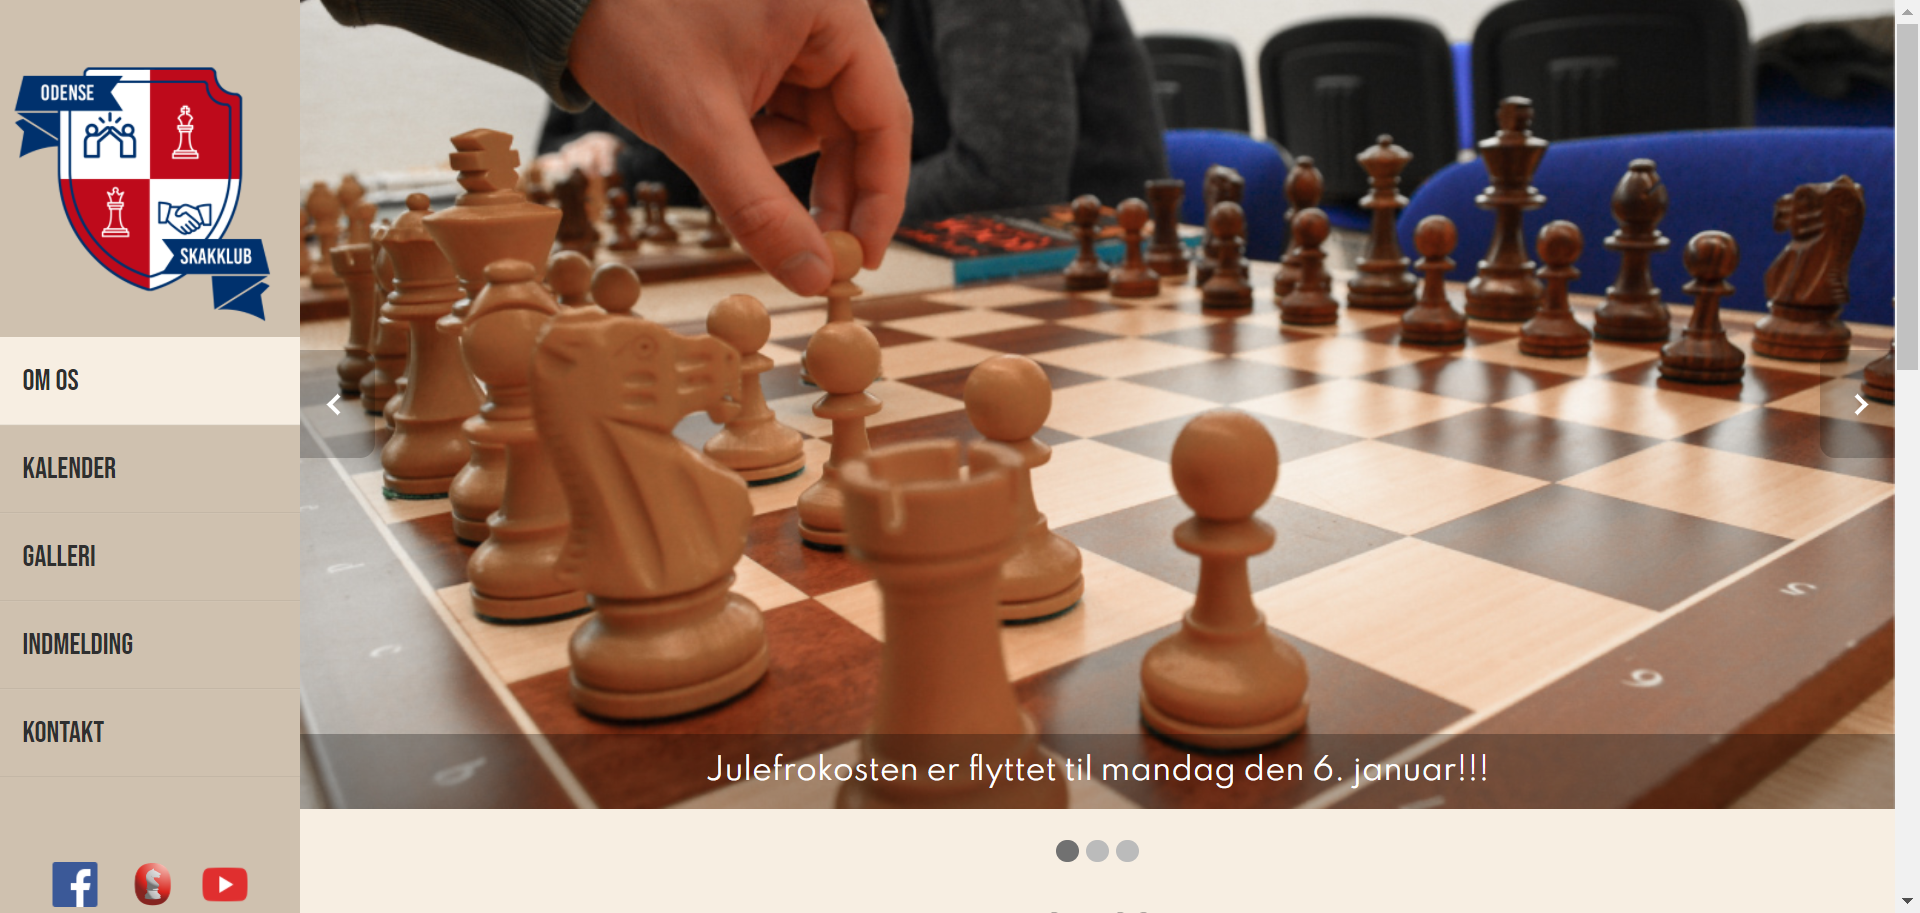 ODENSE
SKAKKLUB
OM OS
KALENDER
GALLERI
INDMELDING
KONTAKT
Julefrokosten er flyttet til mandag den 6. januar!!!